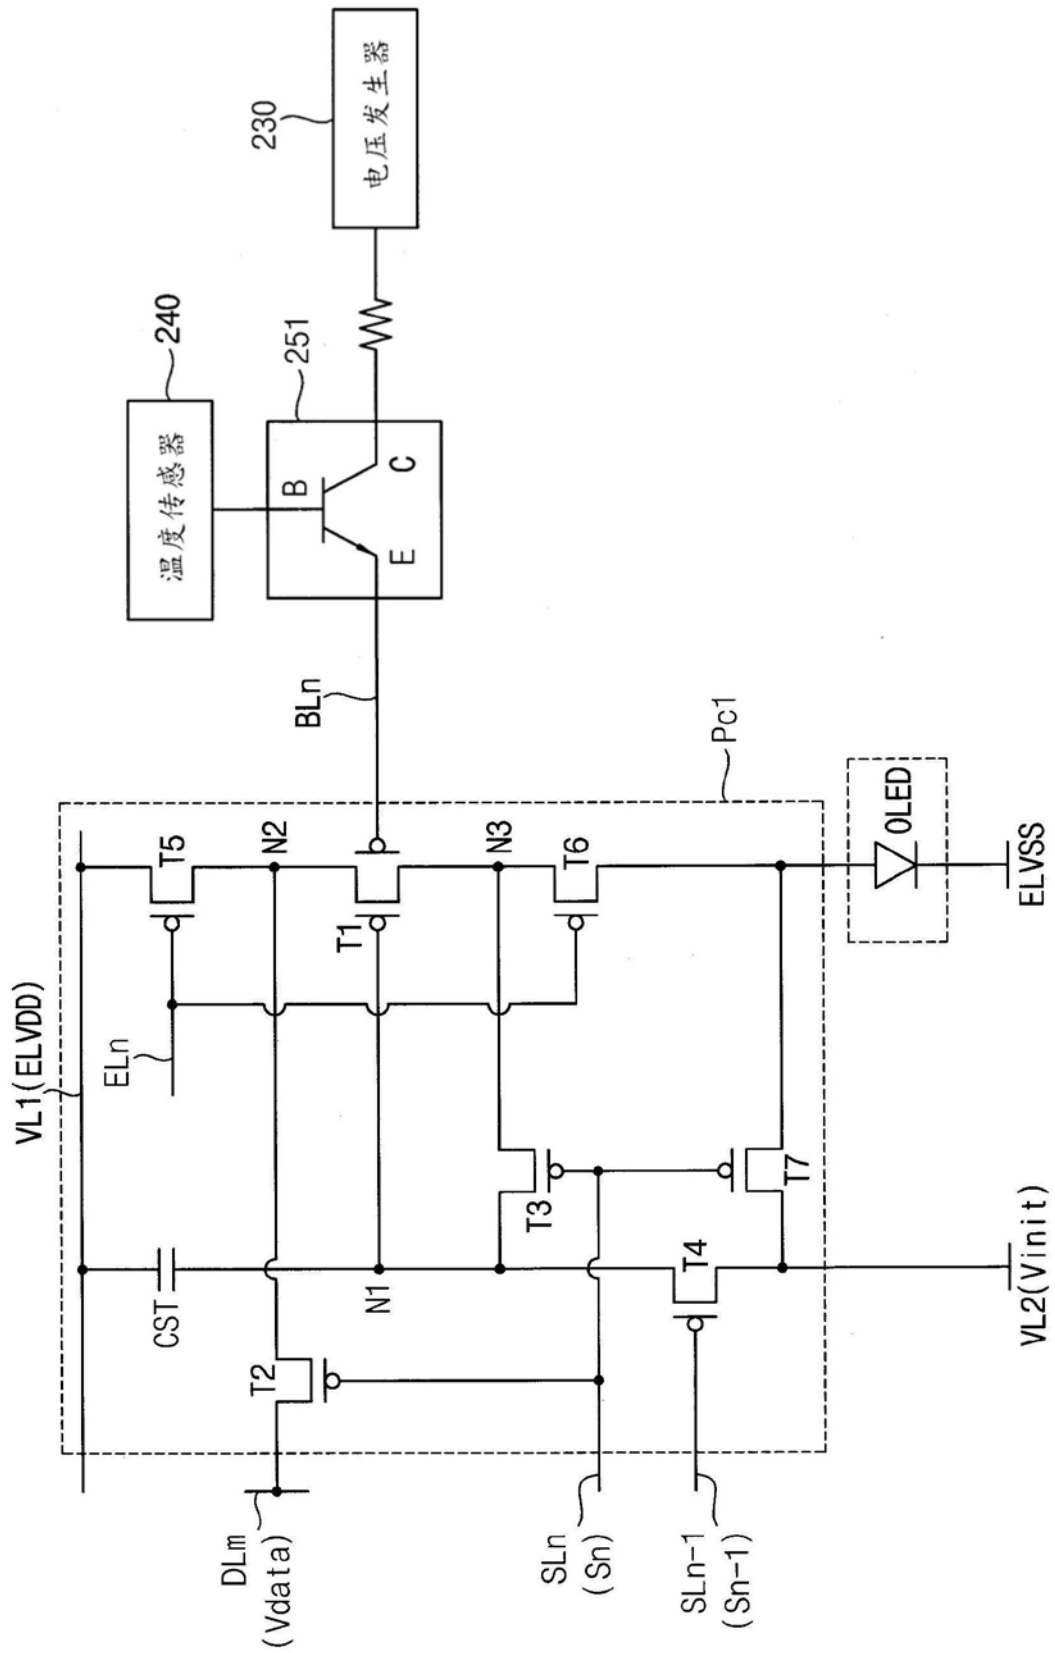 VL1(ELVDD)
ELn
T5
N2
CST
T1
N1
T2
DLm
(Vdata)
N3
T3
T6
T4
T7
SLn
(Sn)
SLn-1
(Sn-1)
VL2(Vinit)
OLED
ELVSS
Pc1
BLn
温度传感器
240
B
E
C
251
电压发生器
230